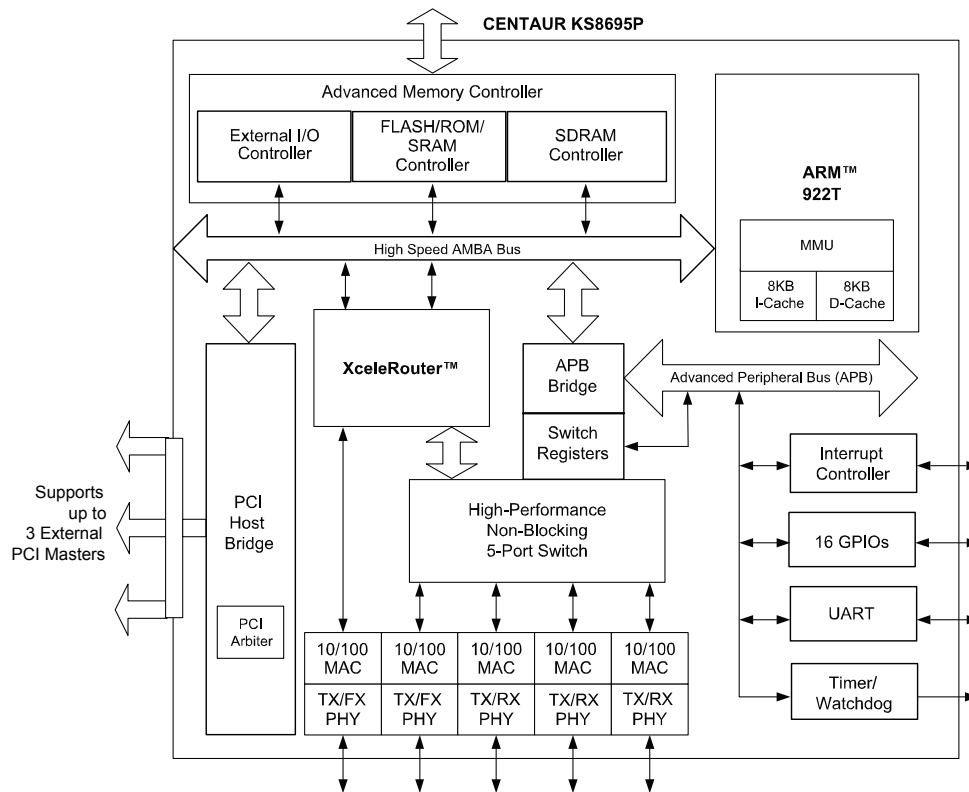 CENTAUR KS8695P
Advanced Memory Controller
External I/O
Controller
FLASH/ROM/
SRAM
Controller
SDRAM
Controller
ARM™
922T
MMU
8KB
I-Cache
8KB
D-Cache
High Speed AMBA Bus
XceleRouter™
APB
Bridge
Advanced Peripheral Bus (APB)
Switch
Registers
Interrupt
Controller
High-Performance
Non-Blocking
5-Port Switch
PCI
Host
Bridge
Supports
up to
3 External
PCI Masters
16 GPIOs
PCI
Arbiter
UART
10/100
MAC
10/100
MAC
10/100
MAC
10/100
MAC
10/100
MAC
TX/FX
PHY
TX/FX
PHY
TX/RX
PHY
TX/RX
PHY
TX/RX
PHY
Timer/
Watchdog